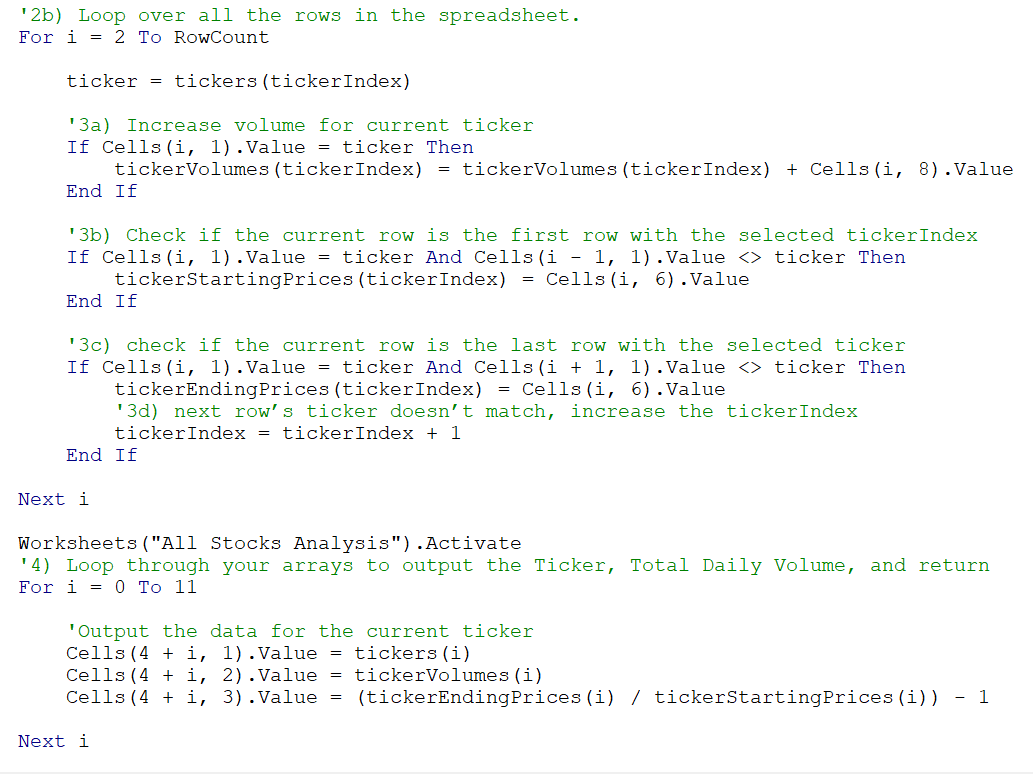 '2b) Loop over all the rows in the spreadsheet.
For i = 2 To RowCount
ticker = tickers(tickerIndex)
'3a) Increase volume for current ticker
If Cells(i, 1).Value = ticker Then
tickerVolumes(tickerIndex) = tickerVolumes(tickerIndex) + Cells(i, 8).Value
End If
'3b) Check if the current row is the first row with the selected tickerIndex
If Cells(i, 1).Value = ticker And Cells(i - 1, 1).Value <> ticker Then
tickerStartingPrices(tickerIndex) = Cells(i, 6).Value
End If
'3c) check if the current row is the last row with the selected ticker
If Cells(i, 1).Value = ticker And Cells(i + 1, 1).Value <> ticker Then
tickerEndingPrices(tickerIndex) = Cells(i, 6).Value
'3d) next row’s ticker doesn’t match, increase the tickerIndex
tickerIndex = tickerIndex + 1
End If
Next i
Worksheets("All Stocks Analysis").Activate
'4) Loop through your arrays to output the Ticker, Total Daily Volume, and return
For i = 0 To 11
'Output the data for the current ticker
Cells(4 + i, 1).Value = tickers(i)
Cells(4 + i, 2).Value = tickerVolumes(i)
Cells(4 + i, 3).Value = (tickerEndingPrices(i) / tickerStartingPrices(i)) - 1
Next i